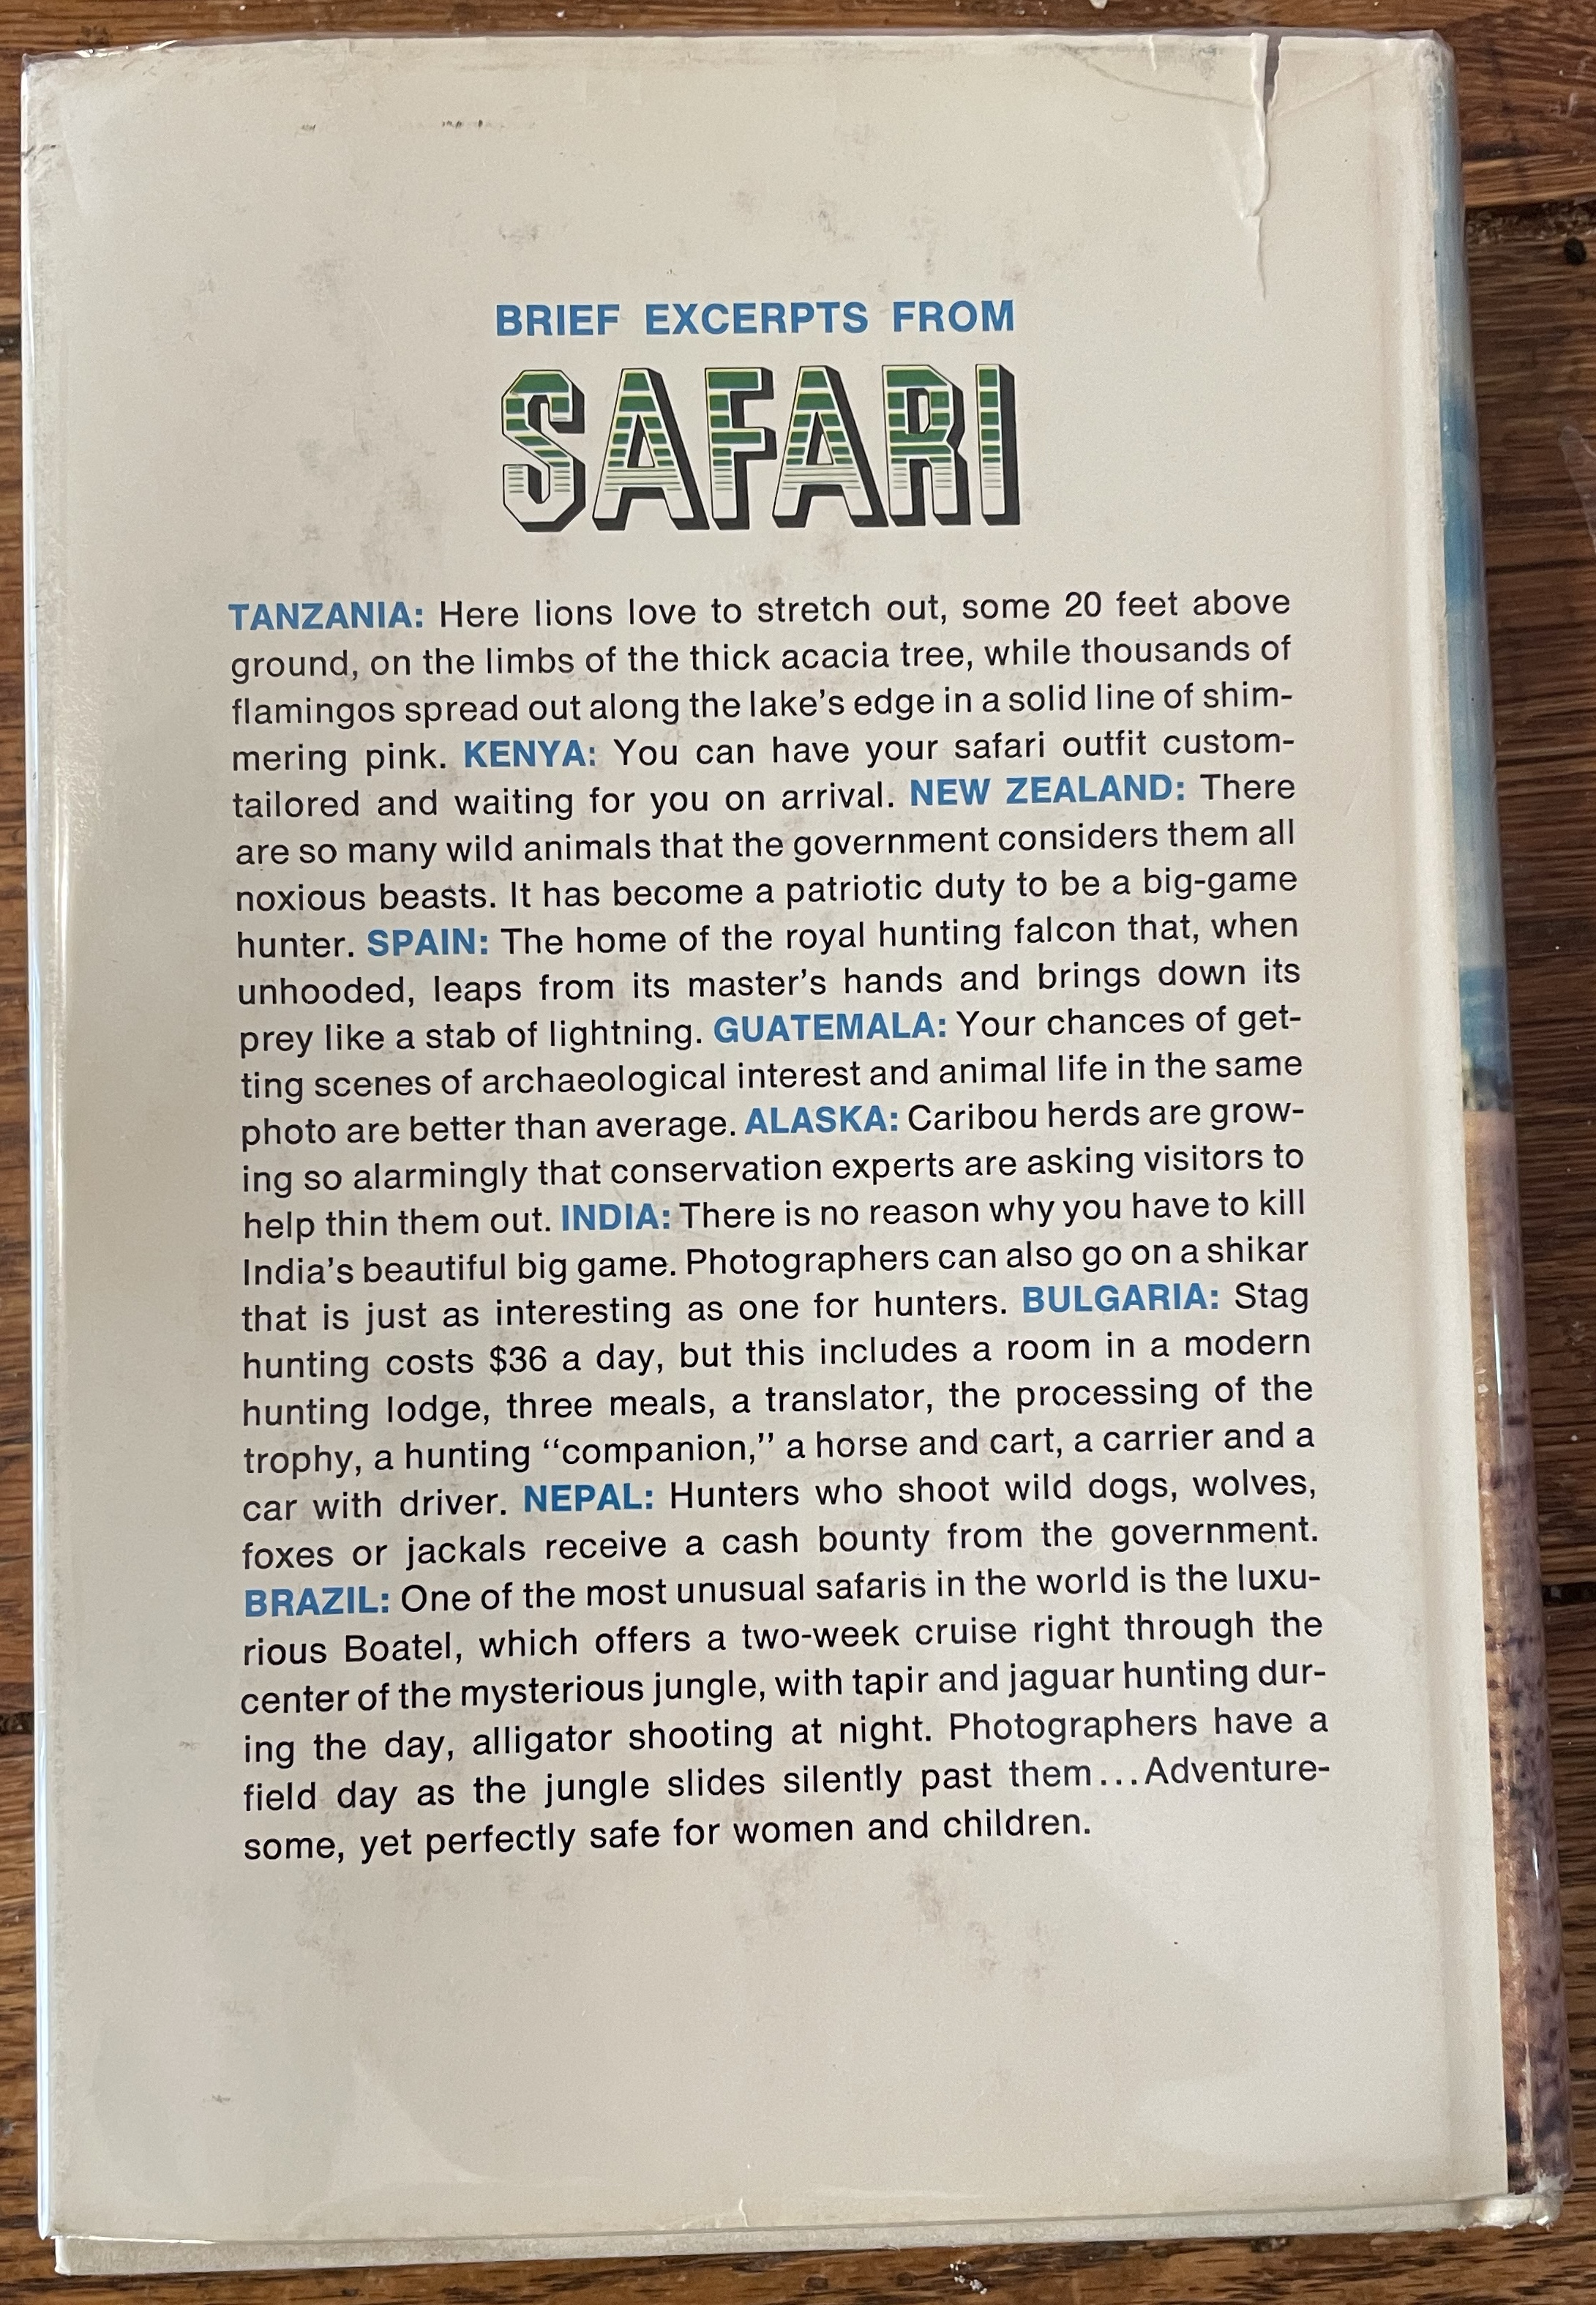 BRIEF EXCERPTS FROM
SAFARI
TANZANIA: Here lions love to stretch out, some 20 feet above
ground, on the limbs of the thick acacia tree, while thousands of
flamingos spread out along the lake's edge in a solid line of shim-
mering pink. KENYA: You can have your safari outfit custom-
tailored and waiting for you on arrival. NEW ZEALAND: There
are so many wild animals that the government considers them all
noxious beasts. It has become a patriotic duty to be a big-game
hunter. SPAIN: The home of the royal hunting falcon that, when
unhooded, leaps from its master's hands and brings down its
prey like a stab of lightning. GUATEMALA: Your chances of get-
ting scenes of archaeological interest and animal life in the same
photo are better than average. ALASKA: Caribou herds are grow-
ing so alarmingly that conservation experts are asking visitors to
help thin them out. INDIA: There is no reason why you have to kill
India's beautiful big game. Photographers can also go on a shikar
that is just as interesting as one for hunters. BULGARIA: Stag
hunting costs $36 a day, but this includes a room in a modern
hunting lodge, three meals, a translator, the processing of the
trophy, a hunting “companion,” a horse and cart, a carrier and a
car with driver. NEPAL: Hunters who shoot wild dogs, wolves,
foxes or jackals receive a cash bounty from the government.
BRAZIL: One of the most unusual safaris in the world is the luxu-
rious Boatel, which offers a two-week cruise right through the
center of the mysterious jungle, with tapir and jaguar hunting dur-
ing the day, alligator shooting at night. Photographers have a
field day as the jungle slides silently past them...Adventure-
some, yet perfectly safe for women and children.